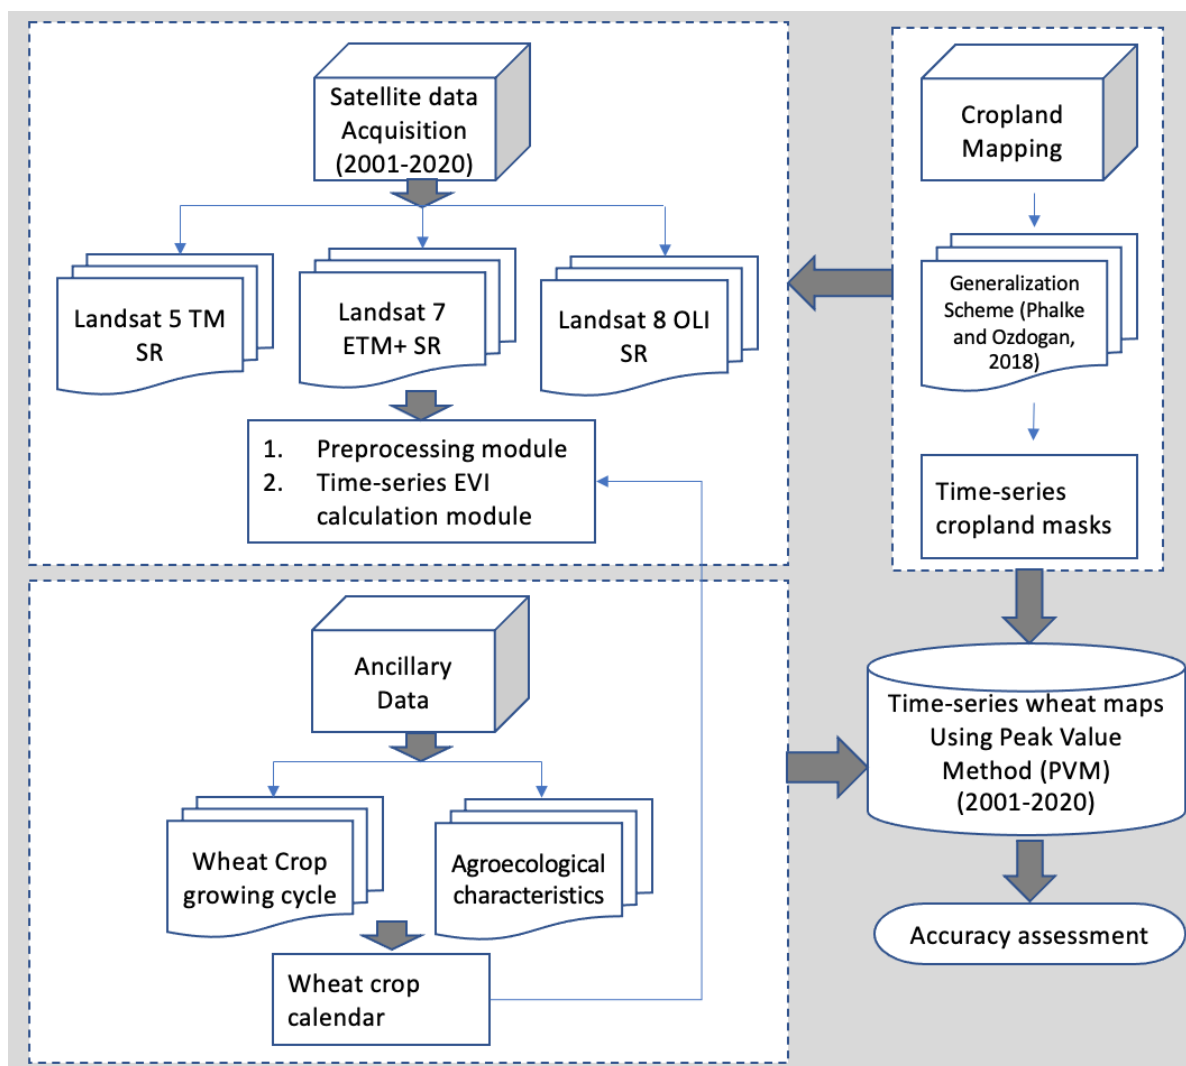 Satellite data
Acquisition
(2001-2020)
Landsat 5 TM
SR
Landsat 7
ETM+ SR
Landsat 8 OLI
SR
1. Preprocessing module
2. Time-series EVI
calculation module
Cropland
Mapping
Generalization
Scheme (Phalke
and Ozdogan,
2018)
Time-series
cropland masks
Ancillary
Data
Wheat Crop
growing cycle
Agroecological
characteristics
Wheat crop
calendar
Time-series wheat maps
Using Peak Value
Method (PVM)
(2001-2020)
Accuracy assessment